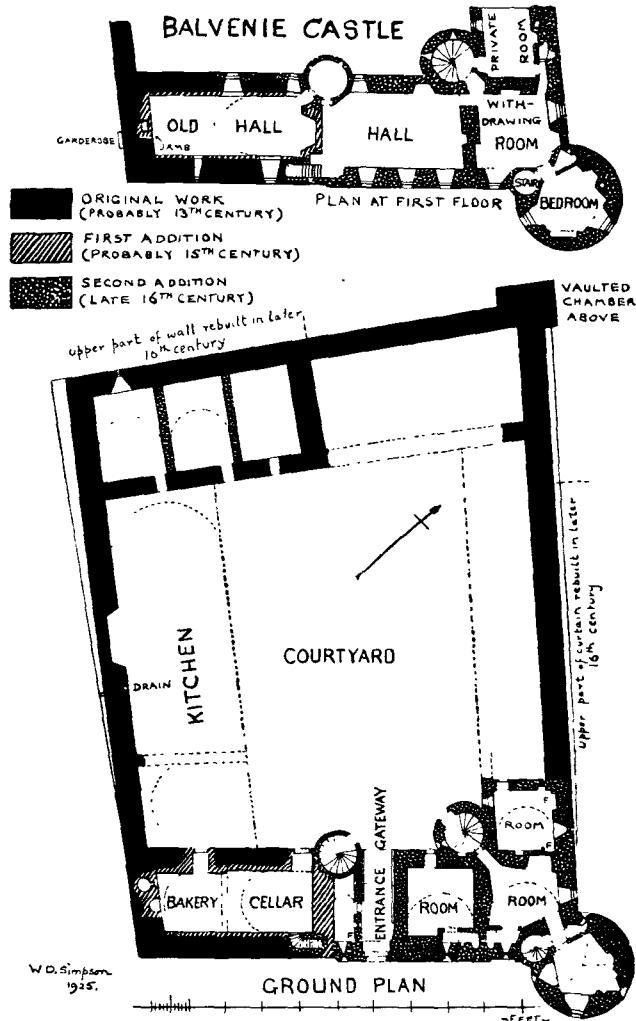 BALVENIE CASTLE
PRIVATE
ROOM
OLD HALL
HALL
WITH-
DRAWING
ROOM
GARDEROBE
JAMB
STAIR
BEDROOM
PLAN AT FIRST FLOOR
ORIGINAL WORK
(PROBABLY 13TH CENTURY)
FIRST ADDITION
(PROBABLY 15TH CENTURY)
SECOND ADDITION
(LATE 16TH CENTURY)
VAULTED
CHAMBER
ABOVE
Upper part of wall rebuilt in later
16th century
Upper part of curtain rebuilt in later
16th century
COURTYARD
KITCHEN
DRAIN
ENTRANCE GATEWAY
F
ROOM
F
BAKERY
CELLAR
ROOM
ROOM
W.D. Simpson
1925.
GROUND PLAN
-FEET-